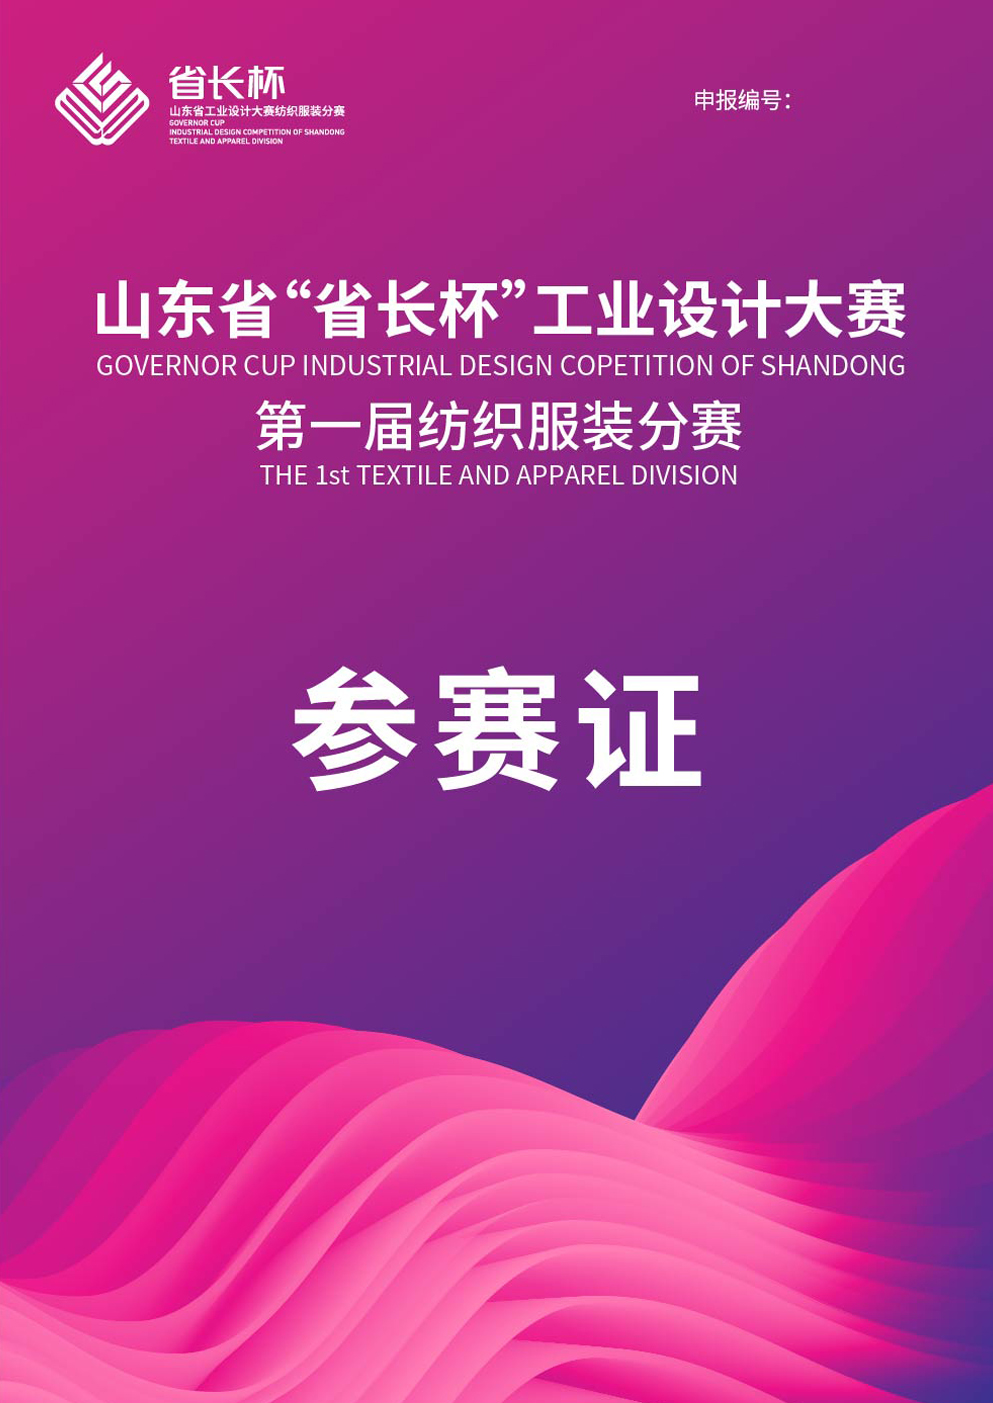 省长杯
山东省工业设计大赛纺织服装分赛
GOVERNOR CUP
INDUSTRIAL DESIGN COMPETITION OF SHANDONG
TEXTILE AND APPAREL DIVISION
申报编号：
山东省“省长杯”工业设计大赛
GOVERNOR CUP INDUSTRIAL DESIGN COPETITION OF SHANDONG
第一届纺织服装分赛
THE 1st TEXTILE AND APPAREL DIVISION
参赛证